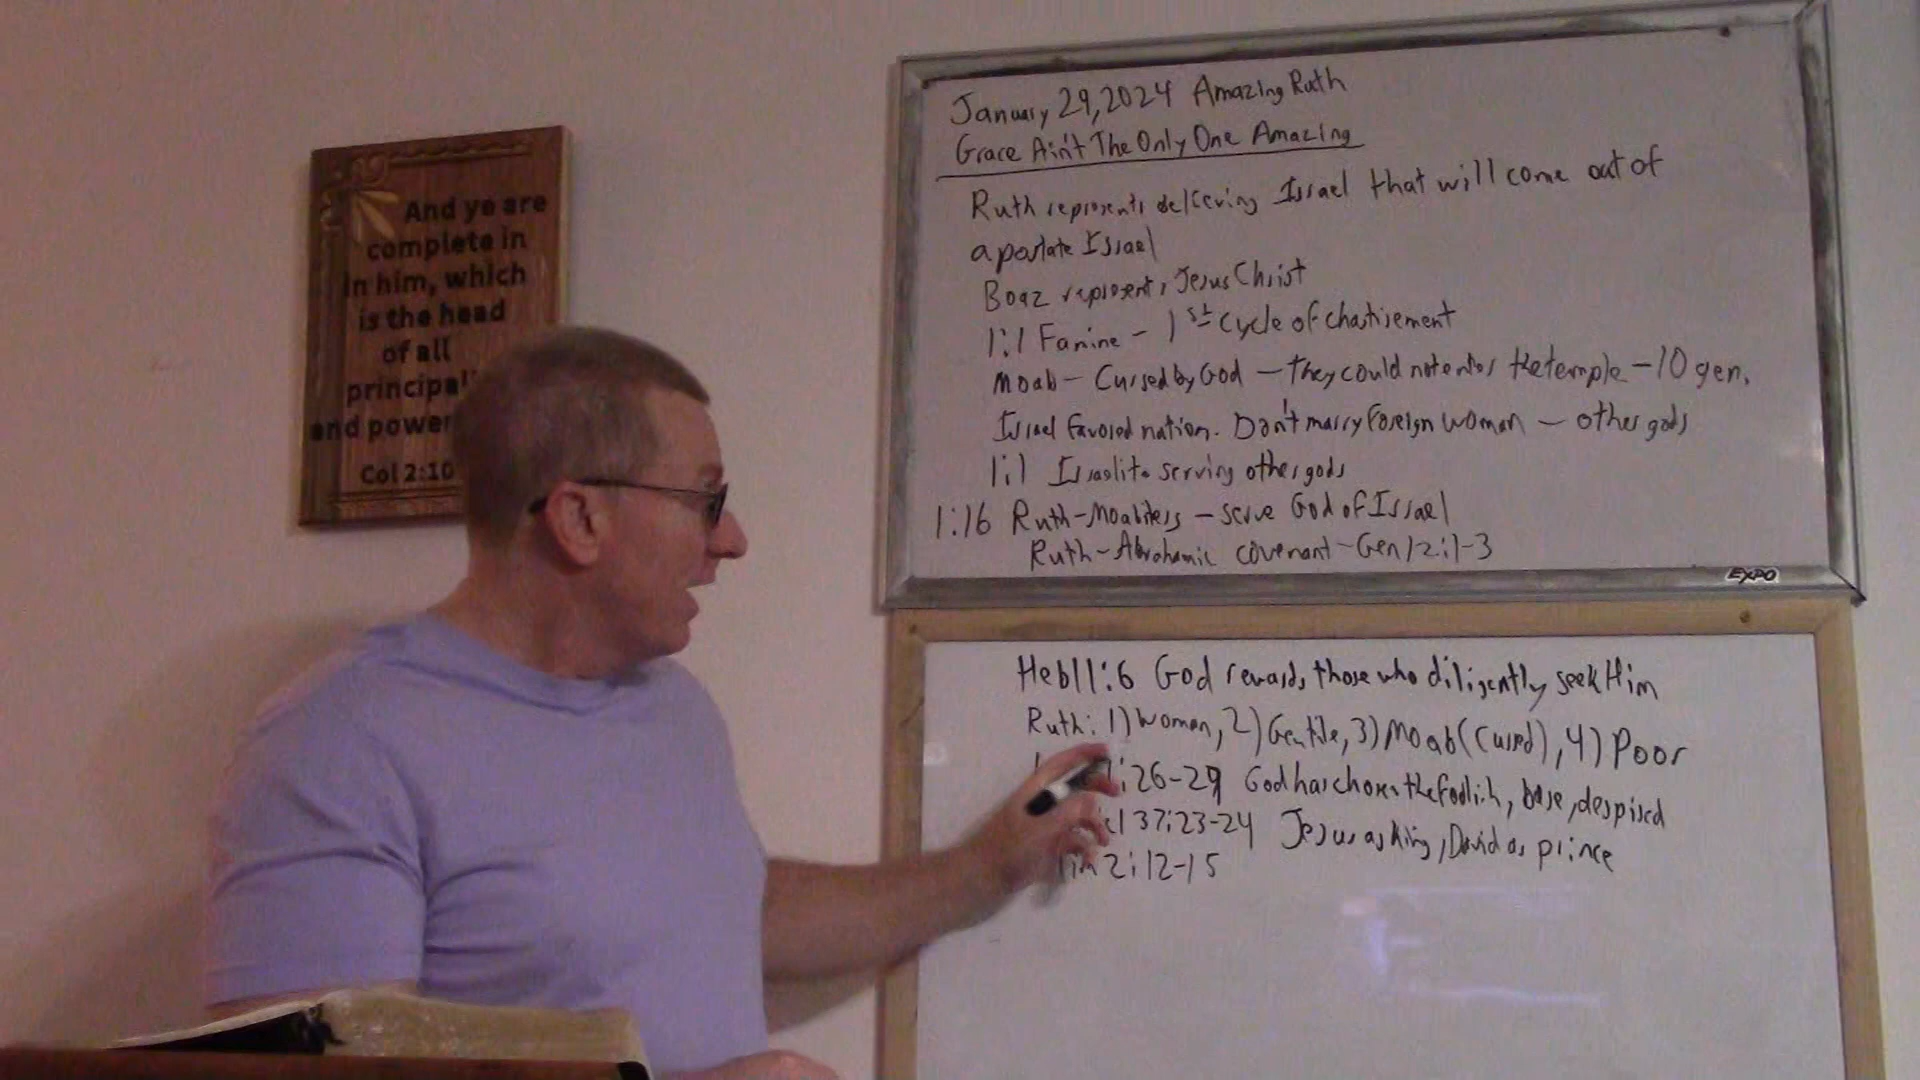 And ye are
complete in
in him, which
is the head
of all
principal
and power
Col 2:10
January 29, 2024 Amazing Ruth
Grace Ain't The Only One Amazing
Ruth represents believing Israel that will come out of
apostate Israel
Boaz represents Jesus Christ
1:1 Famine - 1st cycle of chastisement
Moab - Cursed by God - they could not enter the temple - 10 gen.
Israel favored nation. Don't marry foreign woman - other gods
1:1 Israelite serving other gods
1:16 Ruth - Moabitess - serve God of Israel
Ruth - Abrahamic covenant - Gen 12:1-3
EXPO
Heb 11:6 God rewards those who diligently seek Him
Ruth: 1) Woman, 2) Gentile, 3) Moab (Cursed), 4) Poor
:26-29 God has chosen the foolish, base, despised
37:23-24 Jesus as King, David as prince
2:12-15